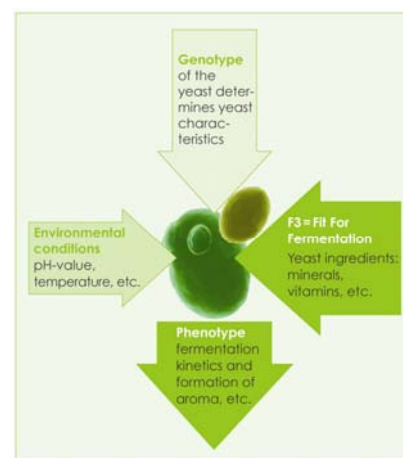 Genotype
of the
yeast deter-
mines yeast
charac-
teristics
Environmental
conditions
pH-value,
temperature, etc.
F3=Fit For
Fermentation
Yeast ingredients:
minerals,
vitamins, etc.
Phenotype
fermentation
kinetics and
formation of
aroma, etc.